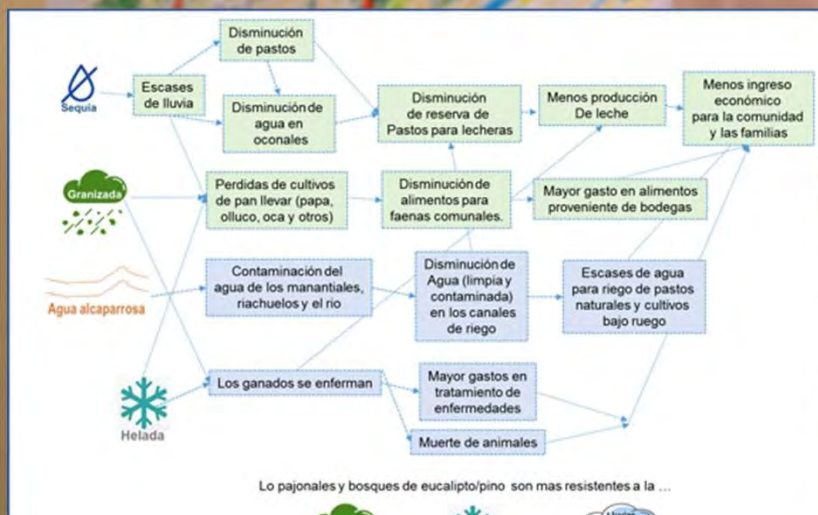 Disminución
de pastos
Sequia
Escases
de lluvia
Disminución de
agua en
oconales
Disminución
de reserva de
Pastos para lecheras
Menos producción
De leche
Menos ingreso
económico
para la comunidad
y las familias
Granizada
Perdidas de cultivos
de pan llevar (papa,
olluco, oca y otros)
Disminución de
alimentos para
faenas comunales.
Mayor gasto en alimentos
proveniente de bodegas
Agua alcaparrosa
Contaminación del
agua de los manantiales,
riachuelos y el rio
Disminución de
Agua (limpia y
contaminada)
en los canales
de riego
Escases de agua
para riego de pastos
naturales y cultivos
bajo ruego
Helada
Los ganados se enferman
Mayor gastos en
tratamiento de
enfermedades
Muerte de animales
Lo pajonales y bosques de eucalipto/pino son mas resistentes a la …